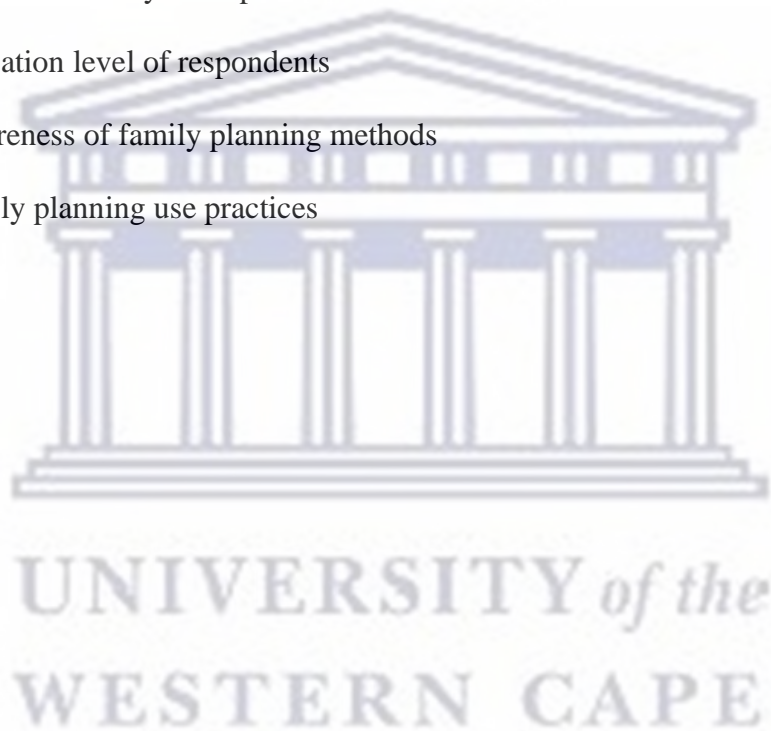 ation level of respondents
reness of family planning methods
ly planning use practices
UNIVERSITY of the
WESTERN CAPE